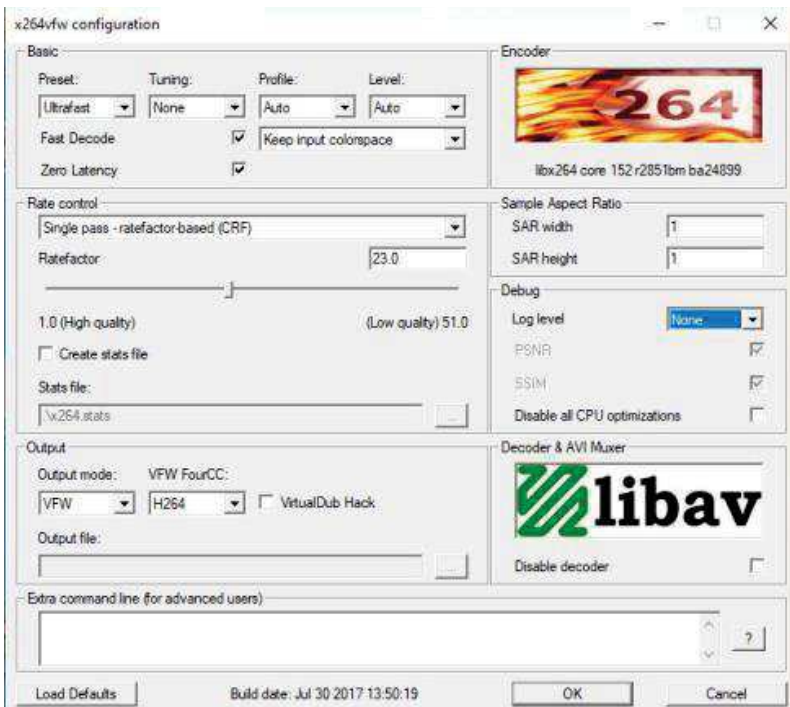 x264vfw configuration
Basic
Preset: Tuning: Profile: Level:
Ultrafast None Auto Auto
Fast Decode Keep input colorspace
Zero Latency
Encoder
264
libx264 core 152 r2851bm ba24899
Rate control
Single pass - ratefactor-based (CRF)
Ratefactor 23.0
1.0 (High quality) (Low quality) 51.0
Create stats file
Stats file:
.\x264.stats ...
Sample Aspect Ratio
SAR width 1
SAR height 1
Debug
Log level None
PSNR
SSIM
Disable all CPU optimizations
Output
Output mode: VFW FourCC:
VFW H264 VirtualDub Hack
Output file:
...
Decoder & AVI Muxer
libav
Disable decoder
Extra command line (for advanced users)
?
Load Defaults Build date: Jul 30 2017 13:50:19 OK Cancel